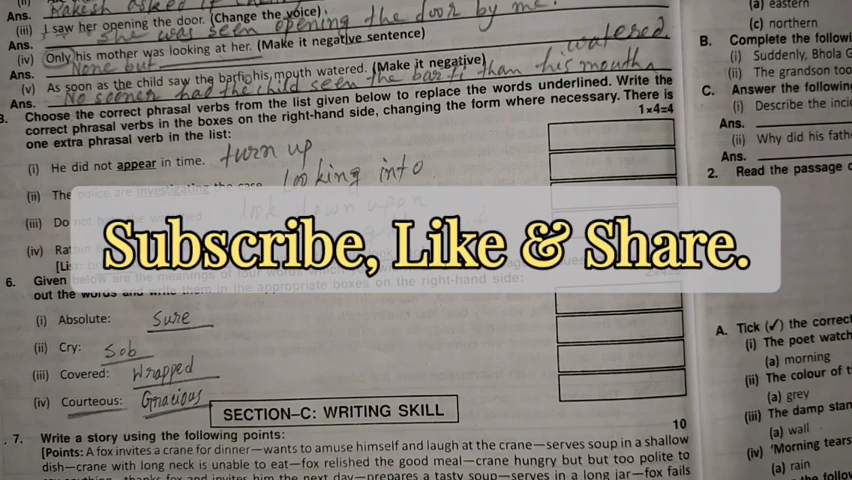 (a) eastern
Ans. Rakesh asked if
(iii) I saw her opening the door. (Change the voice)
(c) northern
Ans. She was seen opening the door by me.
(iv) Only his mother was looking at her. (Make it negative sentence)
B. Complete the followi
Ans. None but
(i) Suddenly, Bhola G
(v) As soon as the child saw the barfi his mouth watered. (Make it negative)
(ii) The grandson too
watered
Ans. No sooner had the child seen the barfi than his mouth
C. Answer the following
3. Choose the correct phrasal verbs from the list given below to replace the words underlined. Write the
(i) Describe the inci
correct phrasal verbs in the boxes on the right-hand side, changing the form where necessary. There is
Ans.
one extra phrasal verb in the list: 1×4=4
(ii) Why did his fath
(i) He did not appear in time. turn up
Ans.
(ii) The police are investigating the case looking into
2. Read the passage c
(iii) Do look down upon
(iv) Rat
Subscribe, Like & Share.
6. Given below are the meanings of four words
out the words and write them in the appropriate boxes on the right-hand side:
(i) Absolute: Sure
A. Tick (✓) the correct
(ii) Cry: Sob
(i) The poet watch
(a) morning
(iii) Covered: Wrapped
(ii) The colour of t
(iv) Courteous: Gracious
(a) grey
SECTION–C: WRITING SKILL
(iii) The damp stan
(a) wall
7. Write a story using the following points: 10
(iv) 'Morning tears
[Points: A fox invites a crane for dinner—wants to amuse himself and laugh at the crane—serves soup in a shallow
(a) rain
dish—crane with long neck is unable to eat—fox relished the good meal—crane hungry but but too polite to
thanks fox and invites him the next day—prepares a tasty soup—serves in a long jar—fox fails